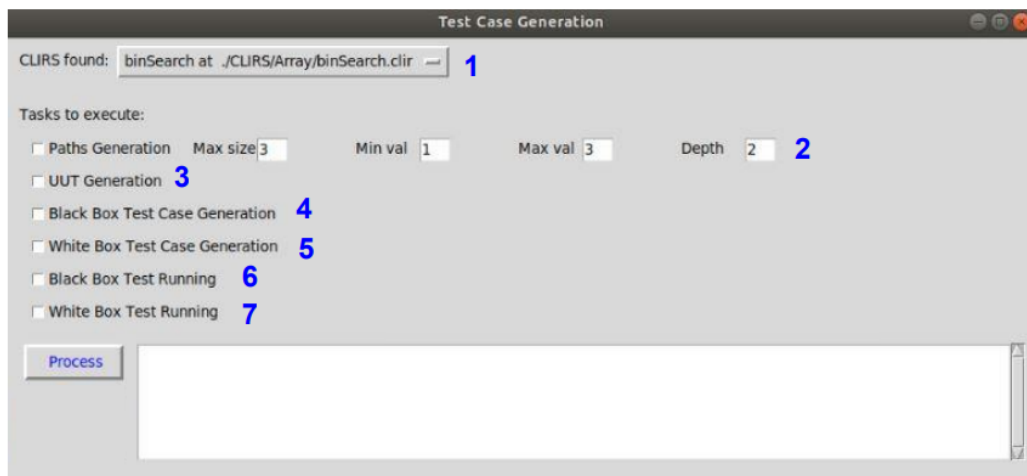 Test Case Generation
CLIRS found: binSearch at ./CLIRS/Array/binSearch.clir 1
Tasks to execute:
Paths Generation Max size 3 Min val 1 Max val 3 Depth 2 2
UUT Generation 3
Black Box Test Case Generation 4
White Box Test Case Generation 5
Black Box Test Running 6
White Box Test Running 7
Process